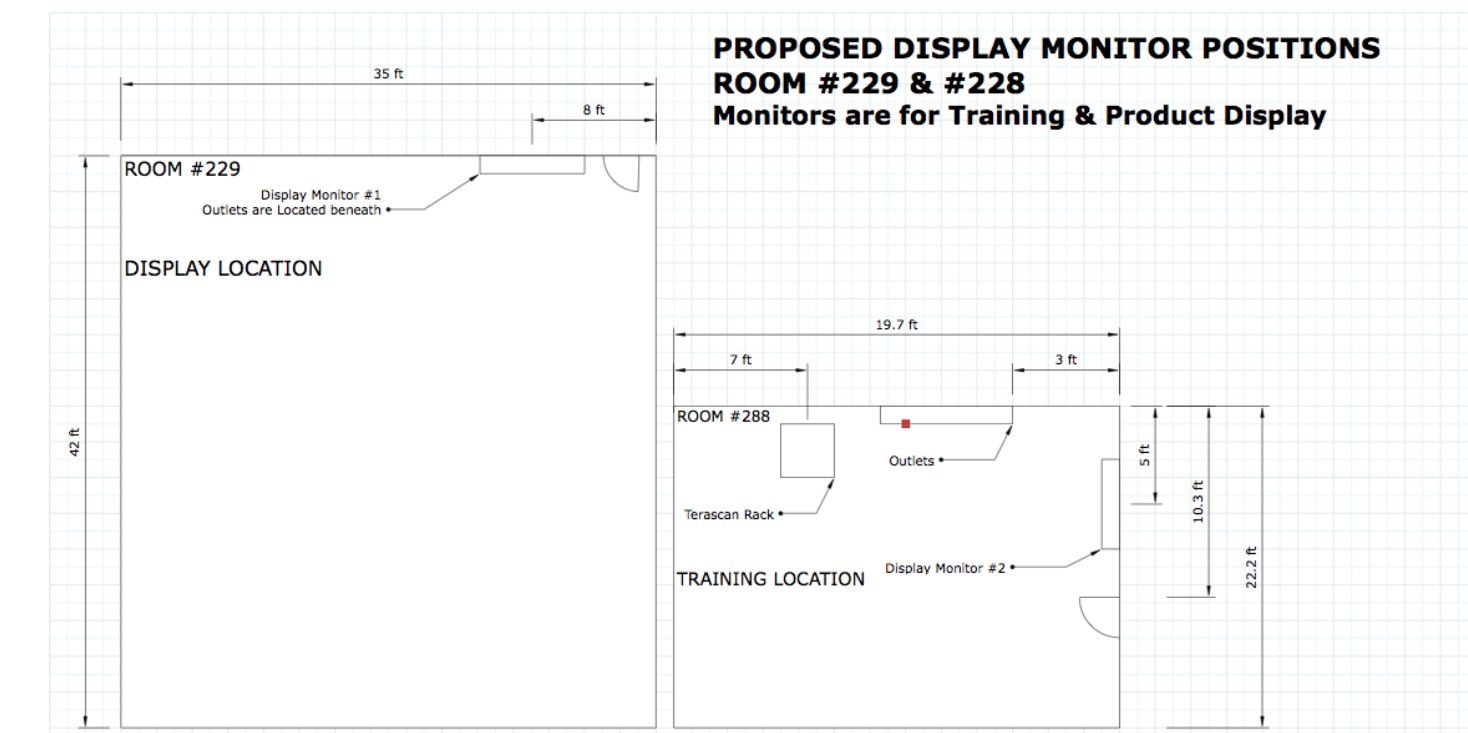 PROPOSED DISPLAY MONITOR POSITIONS
ROOM #229 & #228
Monitors are for Training & Product Display
35 ft
8 ft
ROOM #229
Display Monitor #1
Outlets are Located beneath
DISPLAY LOCATION
42 ft
19.7 ft
7 ft
3 ft
ROOM #288
Outlets
Terascan Rack
Display Monitor #2
TRAINING LOCATION
5 ft
10.3 ft
22.2 ft